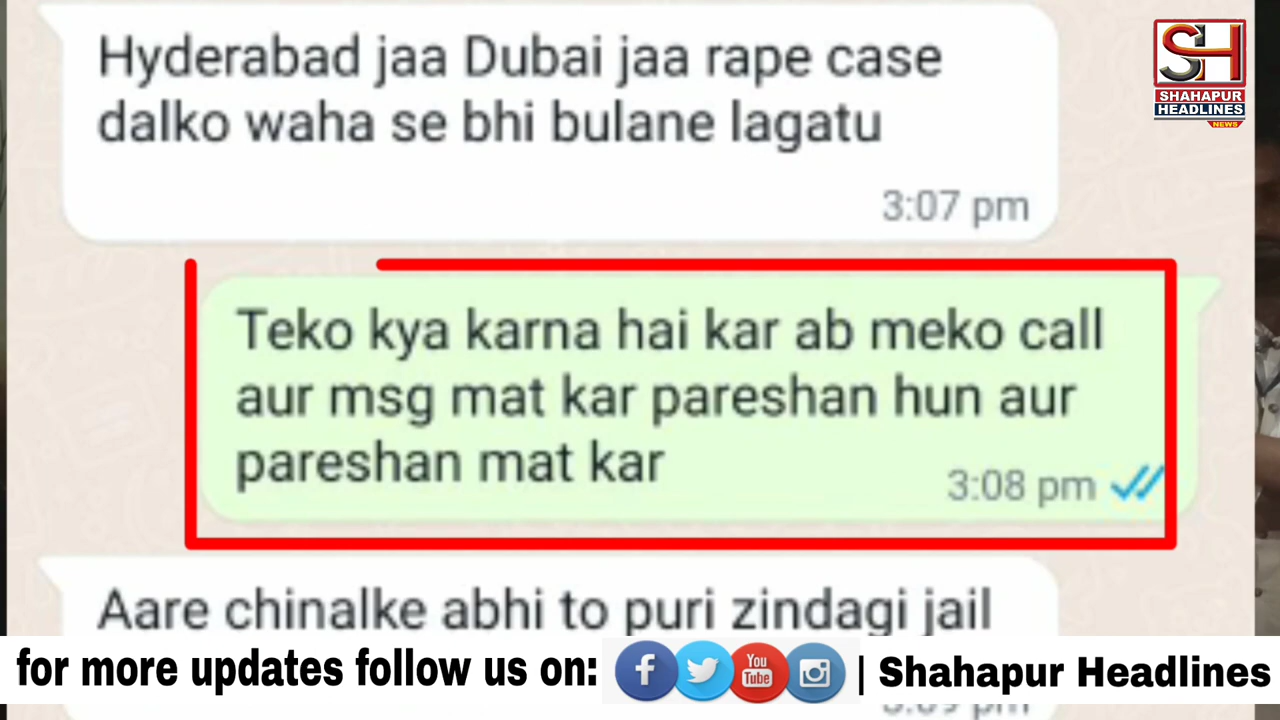 Hyderabad jaa Dubai jaa rape case
dalko waha se bhi bulane lagatu
3:07 pm
SH
SHAHAPUR
HEADLINES
NEWS
Teko kya karna hai kar ab meko call
aur msg mat kar pareshan hun aur
pareshan mat kar
3:08 pm
Aare chinalke abhi to puri zindagi jail
for more updates follow us on: f You Tube | Shahapur Headlines